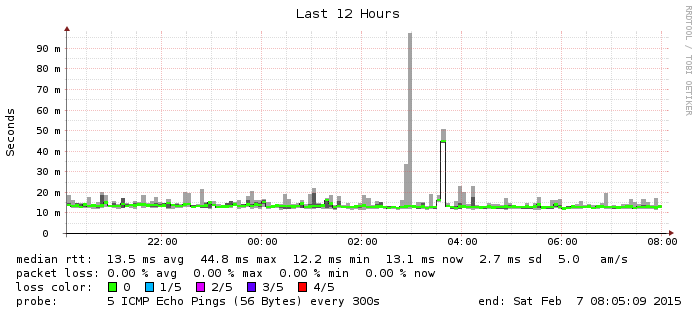 Last 12 Hours
RRDTOOL / TOBI OETIKER
Seconds
90 m
80 m
70 m
60 m
50 m
40 m
30 m
20 m
10 m
0
22:00 00:00 02:00 04:00 06:00 08:00
median rtt: 13.5 ms avg 44.8 ms max 12.2 ms min 13.1 ms now 2.7 ms sd 5.0 am/s
packet loss: 0.00 % avg 0.00 % max 0.00 % min 0.00 % now
loss color: 0 1/5 2/5 3/5 4/5
probe: 5 ICMP Echo Pings (56 Bytes) every 300s end: Sat Feb 7 08:05:09 2015